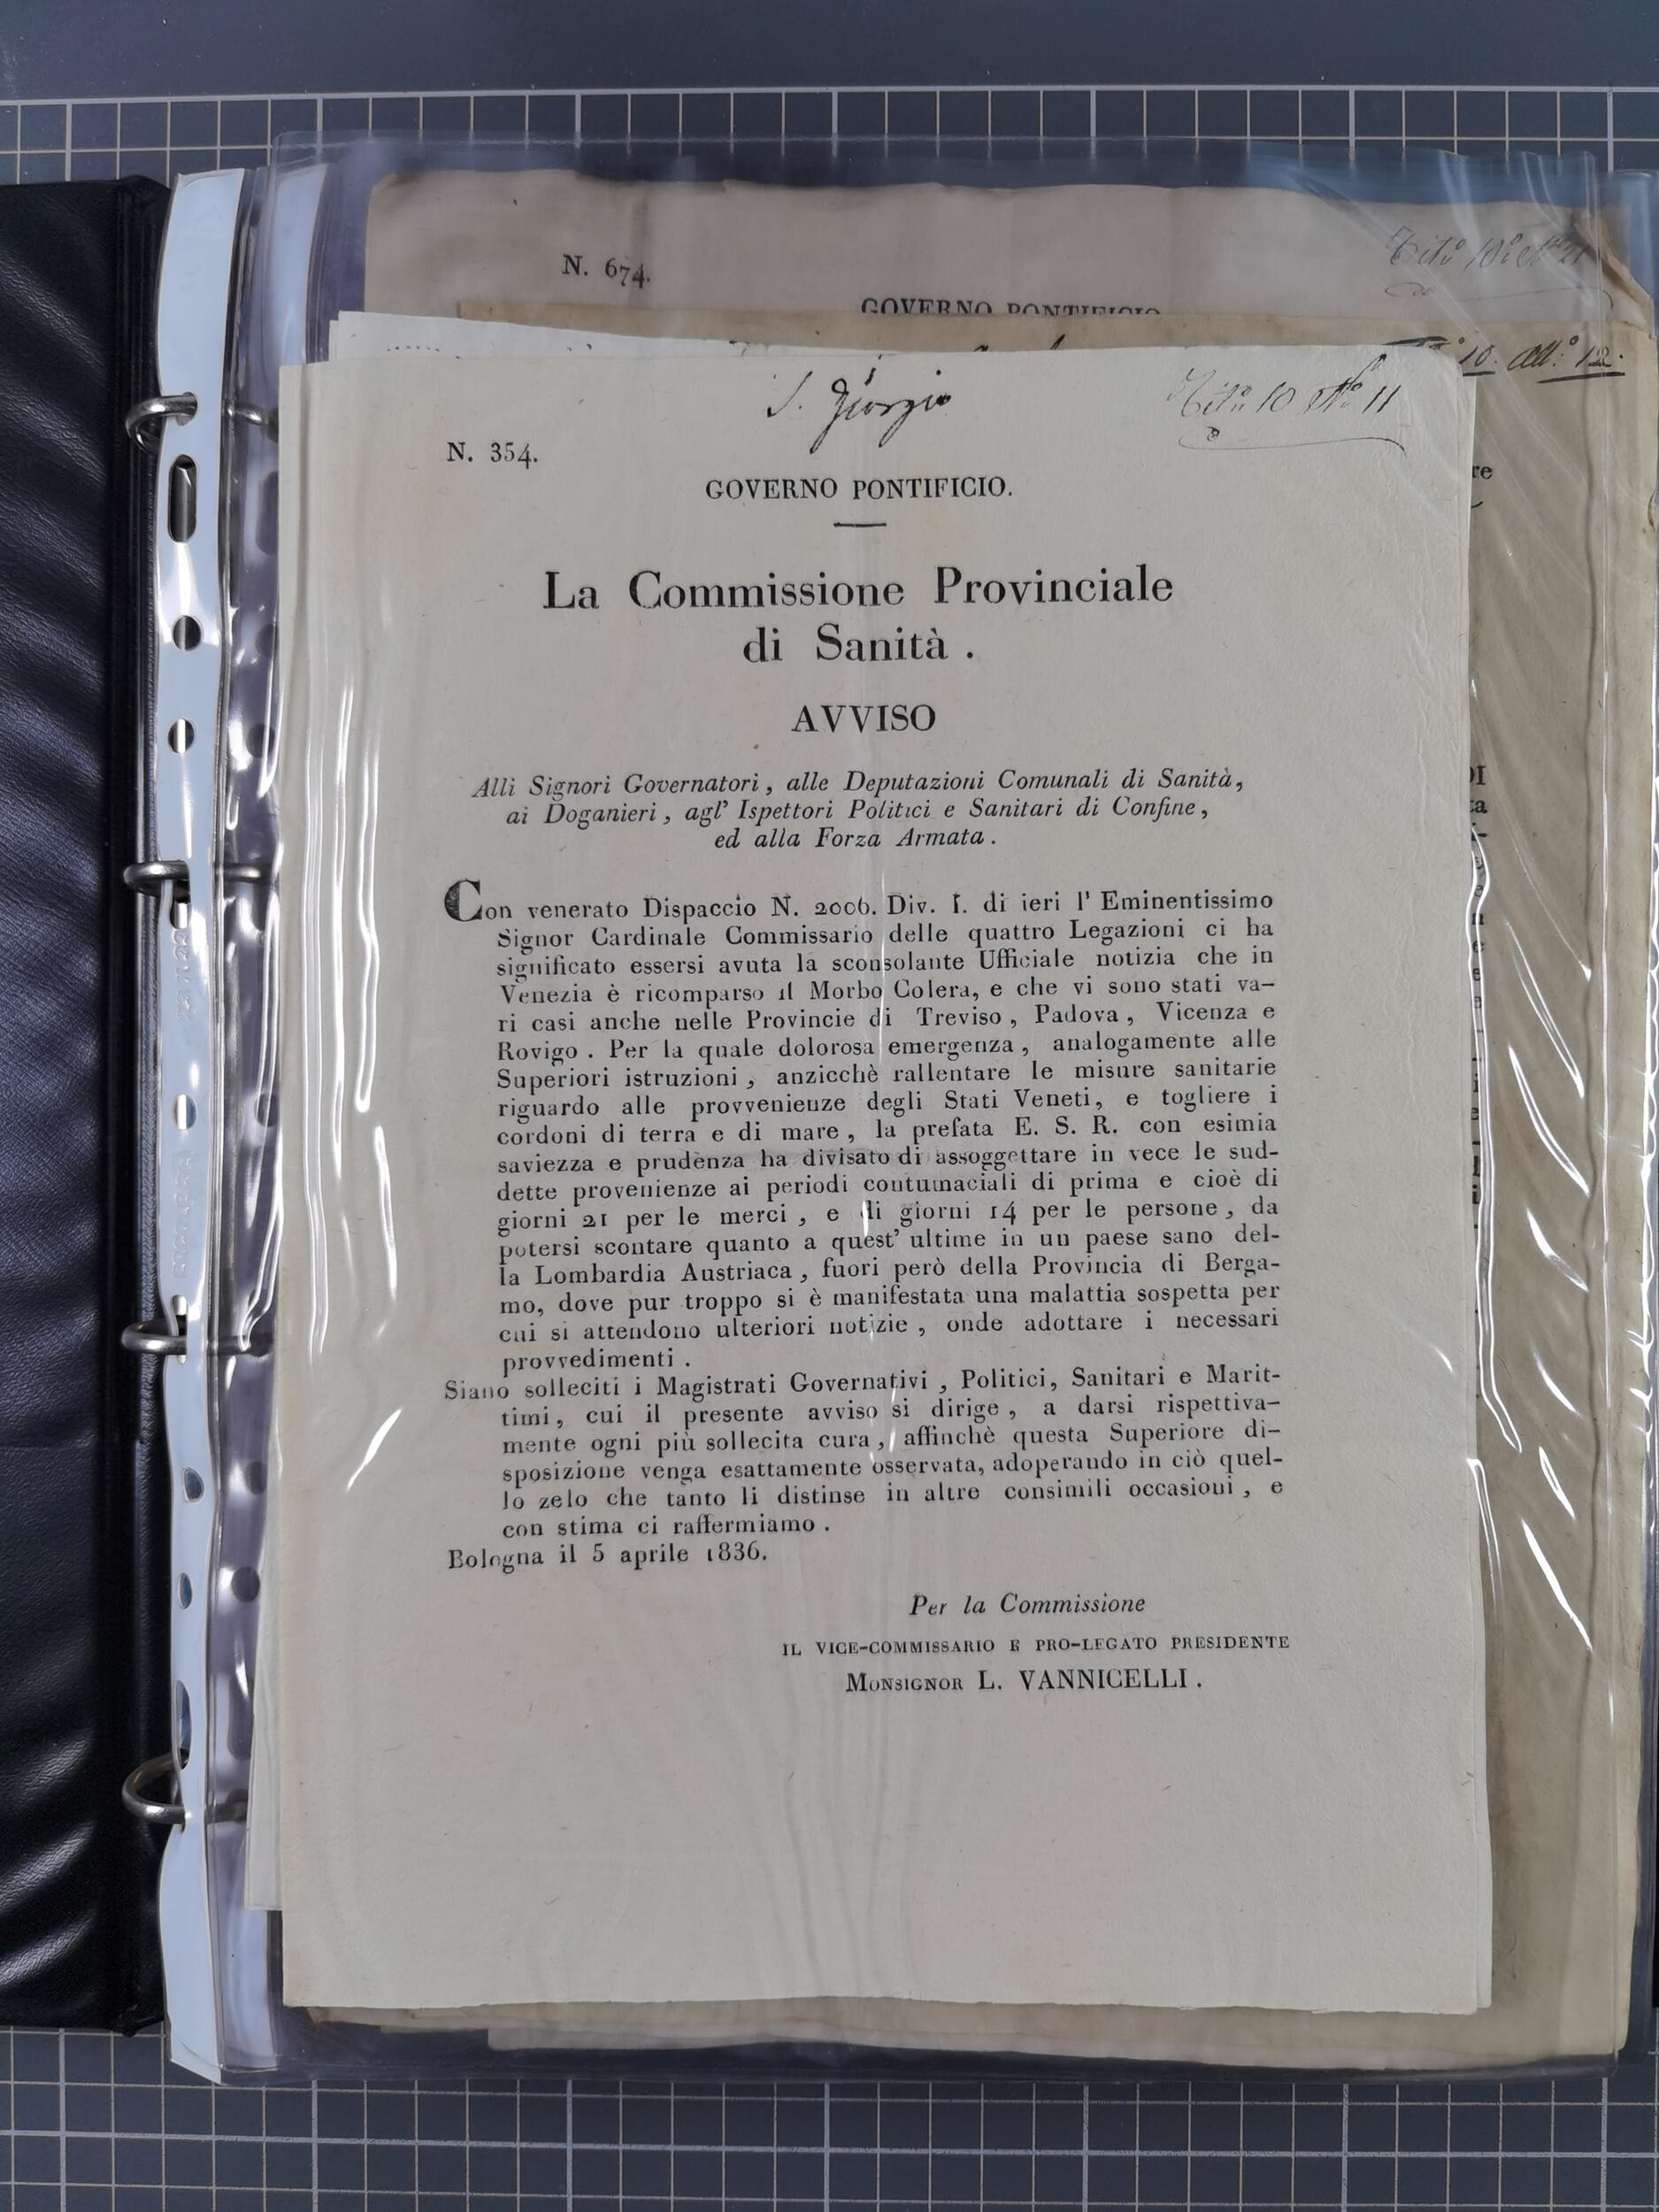 N. 674.
GOVERNO PONTIFICIO
10. All.° 12.
S. Giorgio
Tit.° 10 N.° 11
N. 354.
GOVERNO PONTIFICIO.
La Commissione Provinciale
di Sanità .
AVVISO
Alli Signori Governatori , alle Deputazioni Comunali di Sanità,
ai Doganieri , agl' Ispettori Politici e Sanitari di Confine ,
ed alla Forza Armata .
Con venerato Dispaccio N. 2006. Div. I. di ieri l' Eminentissimo
Signor Cardinale Commissario delle quattro Legazioni ci ha
significato essersi avuta la sconsolante Ufficiale notizia che in
Venezia è ricomparso il Morbo Colera, e che vi sono stati va-
ri casi anche nelle Provincie di Treviso , Padova , Vicenza e
Rovigo . Per la quale dolorosa emergenza , analogamente alle
Superiori istruzioni , anzicchè rallentare le misure sanitarie
riguardo alle provvenienze degli Stati Veneti, e togliere i
cordoni di terra e di mare , la prefata E. S. R. con esimia
saviezza e prudenza ha divisato di assoggettare in vece le sud-
dette provenienze ai periodi contumaciali di prima e cioè di
giorni 21 per le merci , e di giorni 14 per le persone , da
potersi scontare quanto a quest' ultime in un paese sano del-
la Lombardia Austriaca , fuori però della Provincia di Berga-
mo, dove pur troppo si è manifestata una malattia sospetta per
cui si attendono ulteriori notizie , onde adottare i necessari
provvedimenti .
Siano solleciti i Magistrati Governativi , Politici, Sanitari e Marit-
timi , cui il presente avviso si dirige , a darsi rispettiva-
mente ogni più sollecita cura , affinchè questa Superiore di-
sposizione venga esattamente osservata, adoperando in ciò quel-
lo zelo che tanto li distinse in altre consimili occasioni , e
con stima ci raffermiamo .
Bologna il 5 aprile 1836.
Per la Commissione
IL VICE-COMMISSARIO E PRO-LEGATO PRESIDENTE
MONSIGNOR L. VANNICELLI .